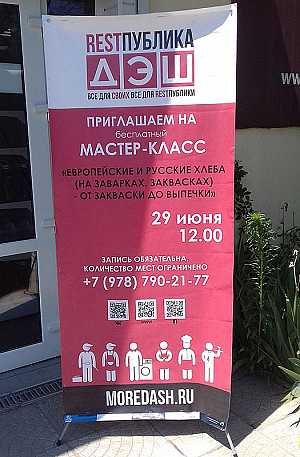 RESTПУБЛИКА
ДЭШ
ВСЕ ДЛЯ СВОИХ ВСЕ ДЛЯ RESTПУБЛИКИ
ПРИГЛАШАЕМ НА
бесплатный
МАСТЕР-КЛАСС
«ЕВРОПЕЙСКИЕ И РУССКИЕ ХЛЕБА
(НА ЗАВАРКАХ, ЗАКВАСКАХ)
- ОТ ЗАКВАСКИ ДО ВЫПЕЧКИ»
29 июня
12.00
ЗАПИСЬ ОБЯЗАТЕЛЬНА,
КОЛИЧЕСТВО МЕСТ ОГРАНИЧЕНО
+7 (978) 790-21-77
MOREDASH.RU